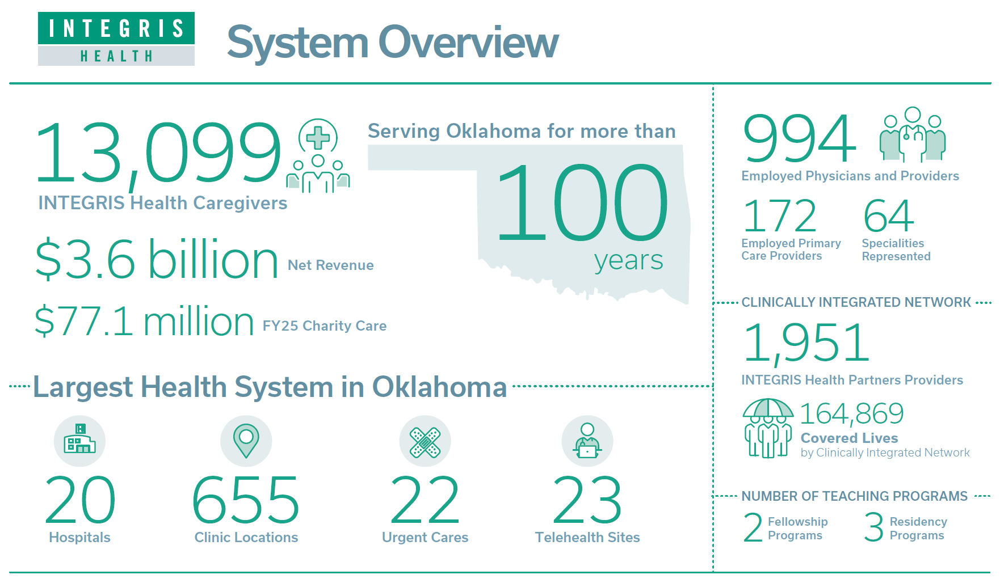 INTEGRIS
HEALTH
System Overview
13,099
INTEGRIS Health Caregivers
$3.6 billion Net Revenue
$77.1 million FY25 Charity Care
Serving Oklahoma for more than
100
years
Largest Health System in Oklahoma
20
Hospitals
655
Clinic Locations
22
Urgent Cares
23
Telehealth Sites
994
Employed Physicians and Providers
172
Employed Primary
Care Providers
64
Specialities
Represented
CLINICALLY INTEGRATED NETWORK
1,951
INTEGRIS Health Partners Providers
164,869
Covered Lives
by Clinically Integrated Network
NUMBER OF TEACHING PROGRAMS
2 Fellowship
Programs
3 Residency
Programs